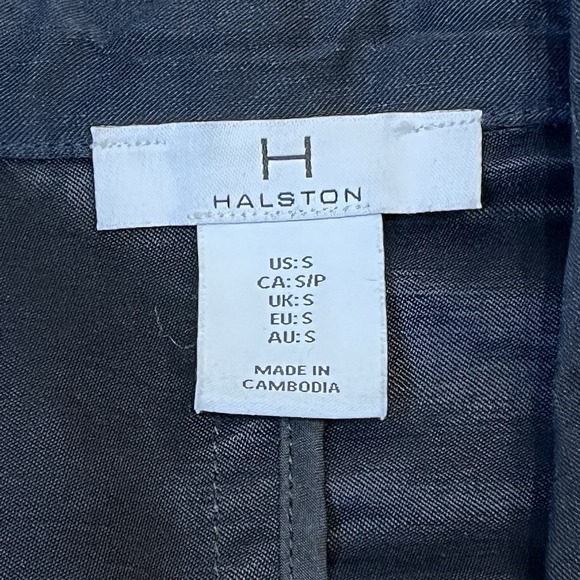 H
HALSTON
US: S
CA: S/P
UK: S
EU: S
AU: S
MADE IN
CAMBODIA